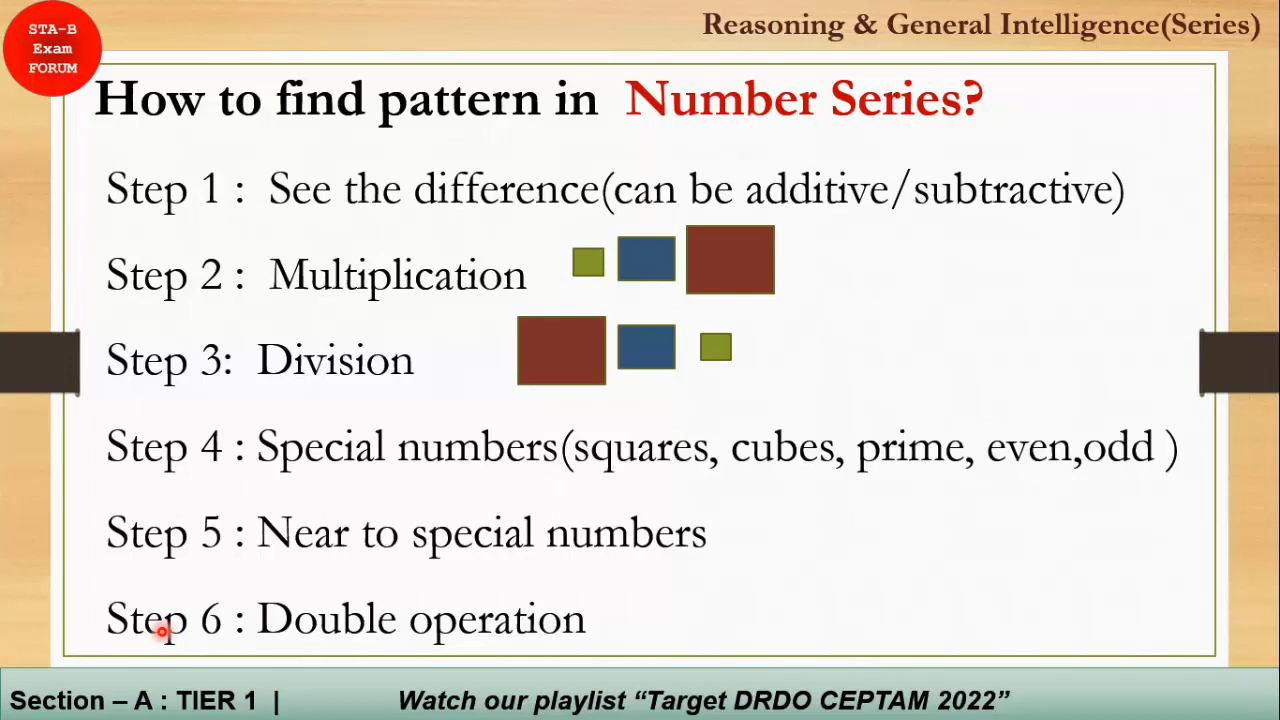 STA-B
Exam
FORUM
Reasoning & General Intelligence(Series)
How to find pattern in Number Series?
Step 1 : See the difference(can be additive/subtractive)
Step 2 : Multiplication
Step 3: Division
Step 4 : Special numbers(squares, cubes, prime, even,odd )
Step 5 : Near to special numbers
Step 6 : Double operation
Section – A : TIER 1 | Watch our playlist “Target DRDO CEPTAM 2022”